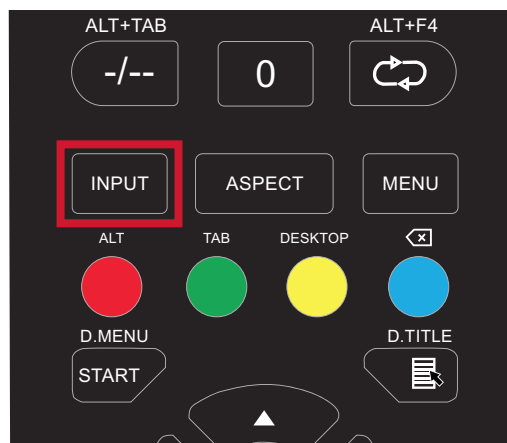 ALT+TAB ALT+F4
-/-- 0
INPUT ASPECT MENU
ALT TAB DESKTOP
D.MENU D.TITLE
START